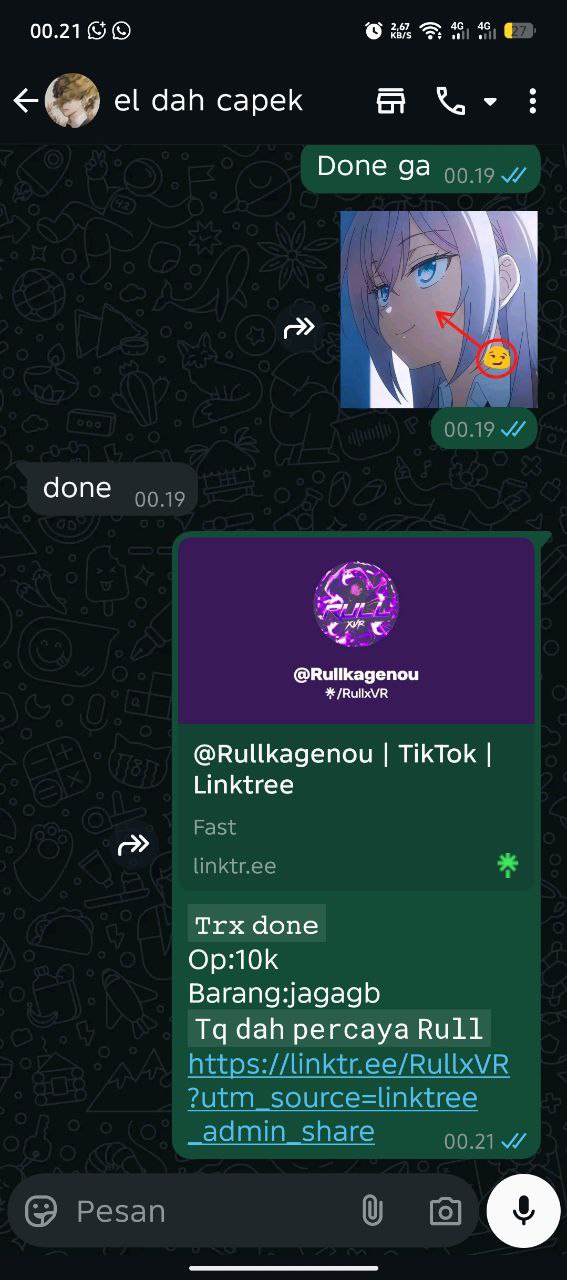 00.21
2,67
KB/S
4G
4G
27
el dah capek
Done ga
00.19
00.19
done
00.19
RULL
XVR
@Rullkagenou
/RullxVR
@Rullkagenou | TikTok |
Linktree
Fast
linktr.ee
Trx done
Op:10k
Barang:jagagb
Tq dah percaya Rull
https://linktr.ee/RullxVR
?utm_source=linktree
_admin_share
00.21
Pesan